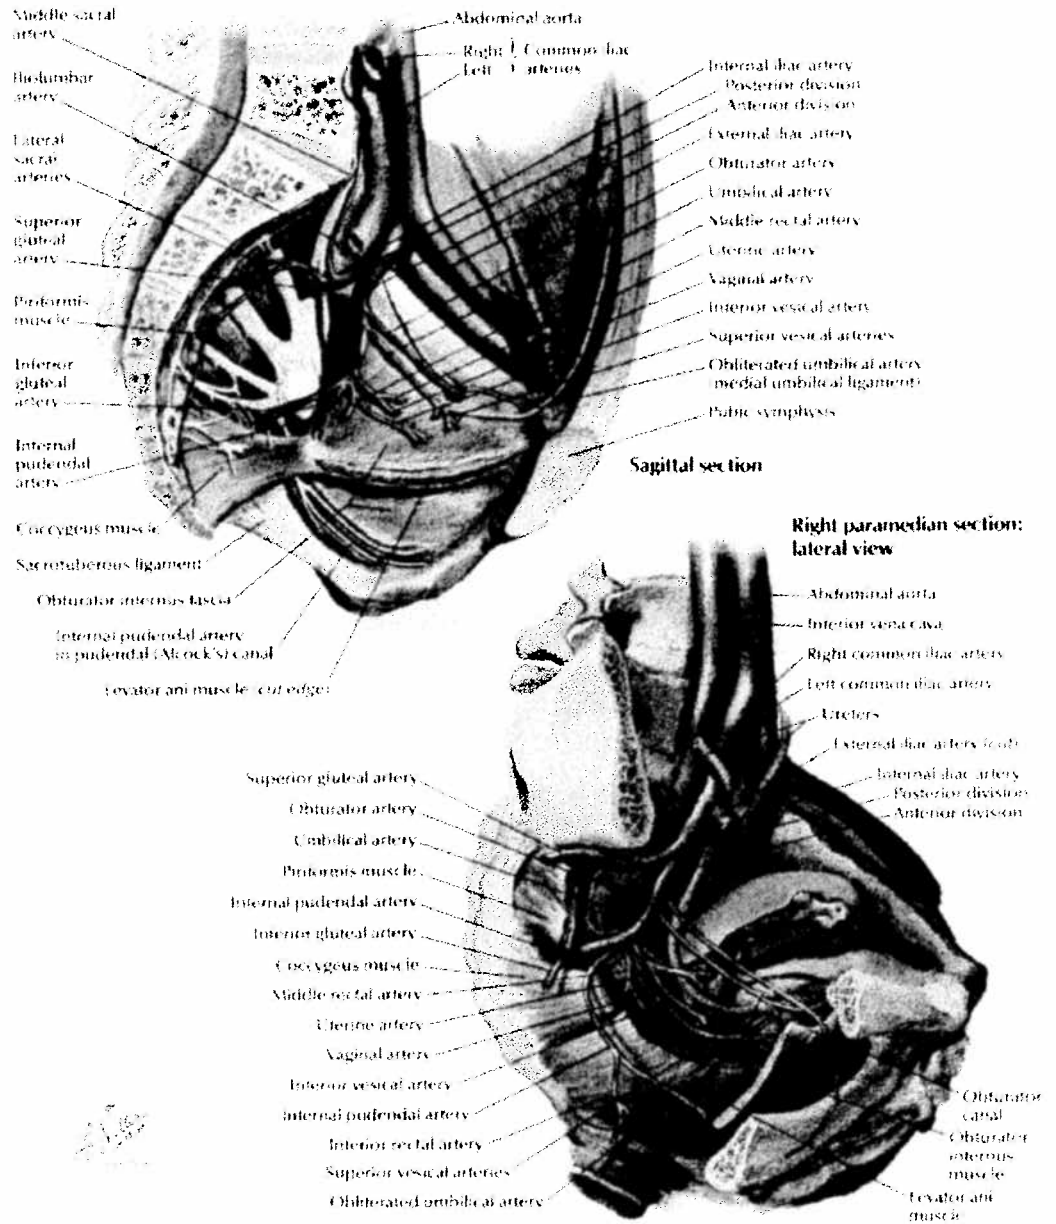 Middle sacral
artery
Iliolumbar
artery
Lateral
sacral
arteries
Superior
gluteal
artery
Piriformis
muscle
Inferior
gluteal
artery
Internal
pudendal
artery
Coccygeus muscle
Sacrotuberous ligament
Obturator internus fascia
Internal pudendal artery
in pudendal (Alcock's) canal
Levator ani muscle (cut edge)
Abdominal aorta
Right } Common iliac
Left } arteries
Internal iliac artery
Posterior division
Anterior division
External iliac artery
Obturator artery
Umbilical artery
Middle rectal artery
Uterine artery
Vaginal artery
Inferior vesical artery
Superior vesical arteries
Obliterated umbilical artery
(medial umbilical ligament)
Pubic symphysis
Sagittal section
Right paramedian section:
lateral view
Abdominal aorta
Inferior vena cava
Right common iliac artery
Left common iliac artery
Ureters
External iliac artery (cut)
Internal iliac artery
Posterior division
Anterior division
Superior gluteal artery
Obturator artery
Umbilical artery
Piriformis muscle
Internal pudendal artery
Inferior gluteal artery
Coccygeus muscle
Middle rectal artery
Uterine artery
Vaginal artery
Inferior vesical artery
Internal pudendal artery
Inferior rectal artery
Superior vesical arteries
Obliterated umbilical artery
Obturator
canal
Obturator
internus
muscle
Levator ani
muscle